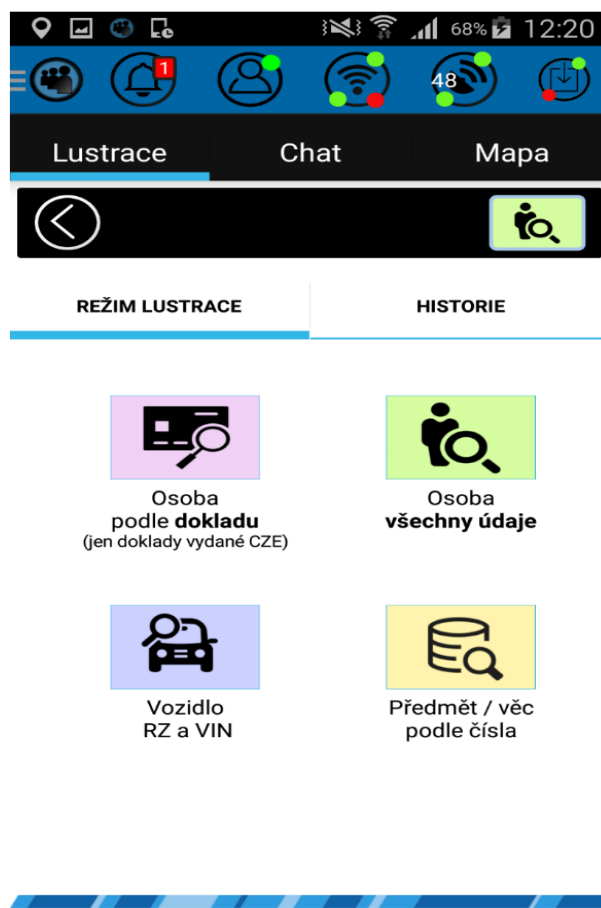 68% 12:20
1
48
Lustrace Chat Mapa
REŽIM LUSTRACE HISTORIE
Osoba
podle dokladu
(jen doklady vydané CZE)
Osoba
všechny údaje
Vozidlo
RZ a VIN
Předmět / věc
podle čísla